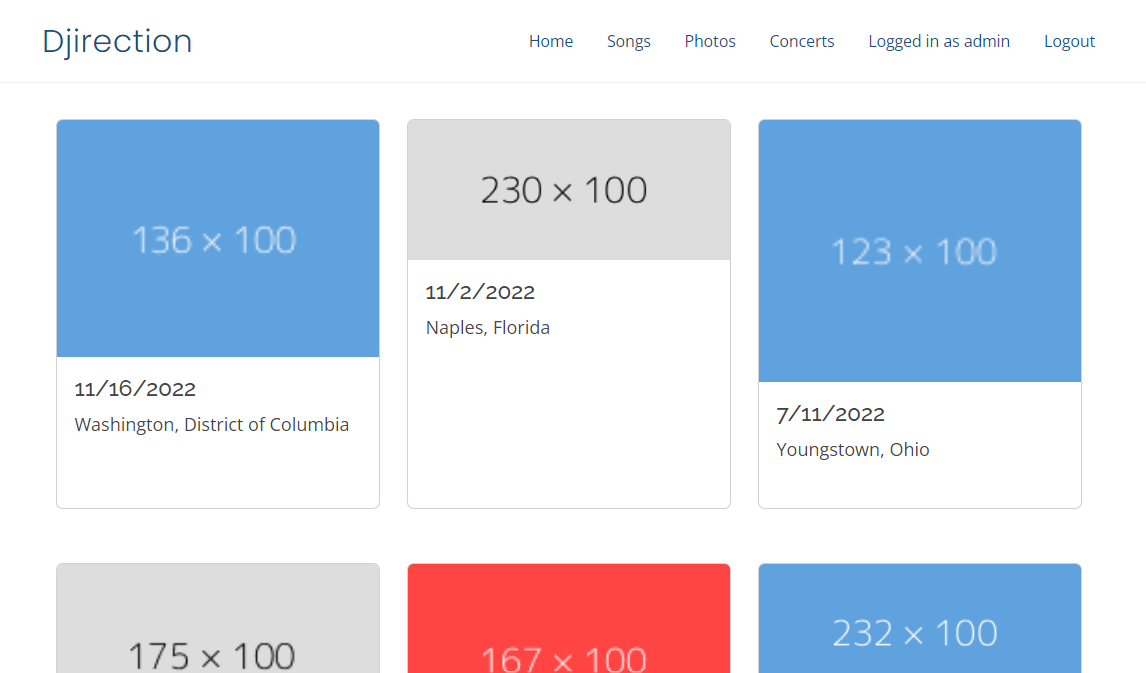 Djirection
Home Songs Photos Concerts Logged in as admin Logout
136 × 100
11/16/2022
Washington, District of Columbia
230 × 100
11/2/2022
Naples, Florida
123 × 100
7/11/2022
Youngstown, Ohio
175 × 100
167 × 100
232 × 100